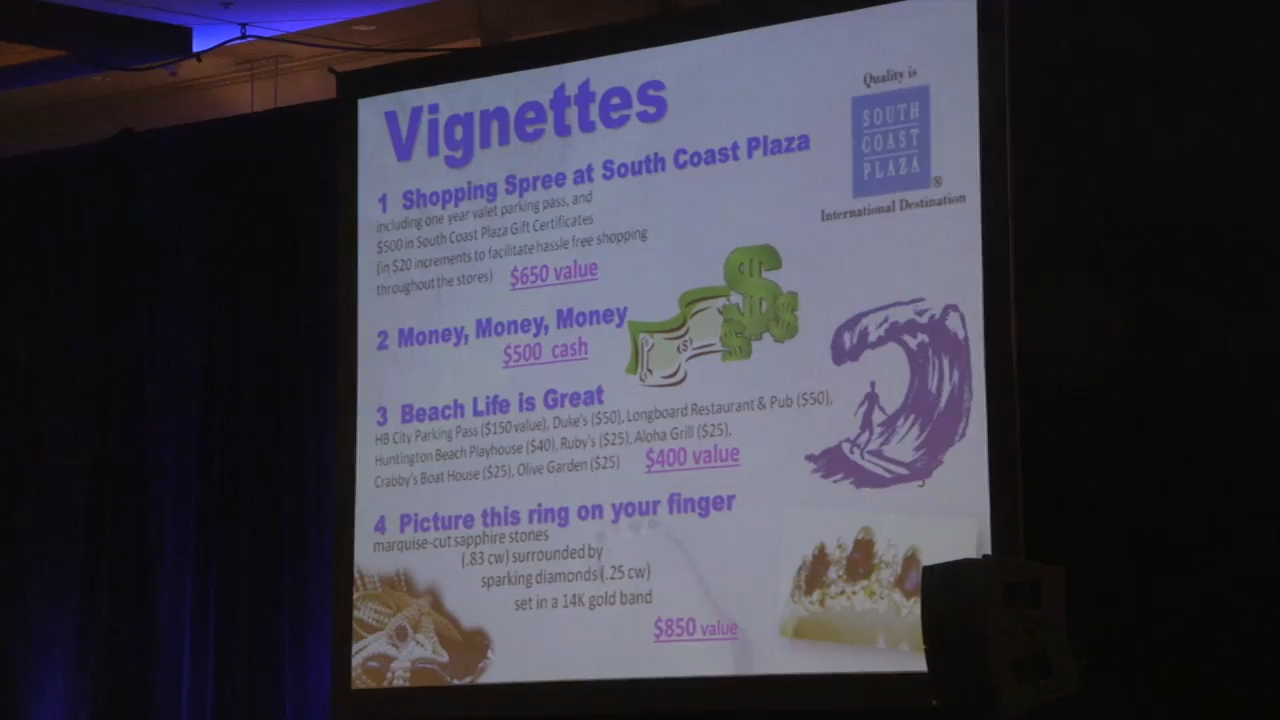 Vignettes
Quality is
SOUTH
COAST
PLAZA
®
International Destination
1 Shopping Spree at South Coast Plaza
including one year valet parking pass, and
$500 in South Coast Plaza Gift Certificates
(in $20 increments to facilitate hassle free shopping
throughout the stores) $650 value
2 Money, Money, Money
$500 cash
3 Beach Life is Great
HB City Parking Pass ($150 value), Duke's ($50), Longboard Restaurant & Pub ($50),
Huntington Beach Playhouse ($40), Ruby's ($25), Aloha Grill ($25),
Crabby's Boat House ($25), Olive Garden ($25) $400 value
4 Picture this ring on your finger
marquise-cut sapphire stones
(.83 cw) surrounded by
sparking diamonds (.25 cw)
set in a 14K gold band
$850 value